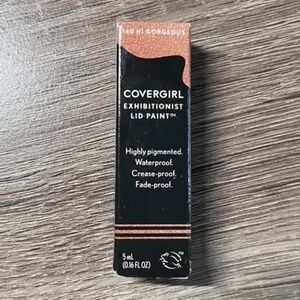 140 HI GORGEOUS
COVERGIRL
EXHIBITIONIST
LID PAINT™
Highly pigmented.
Waterproof.
Crease-proof.
Fade-proof.
5 mL
(0.16 FL OZ)